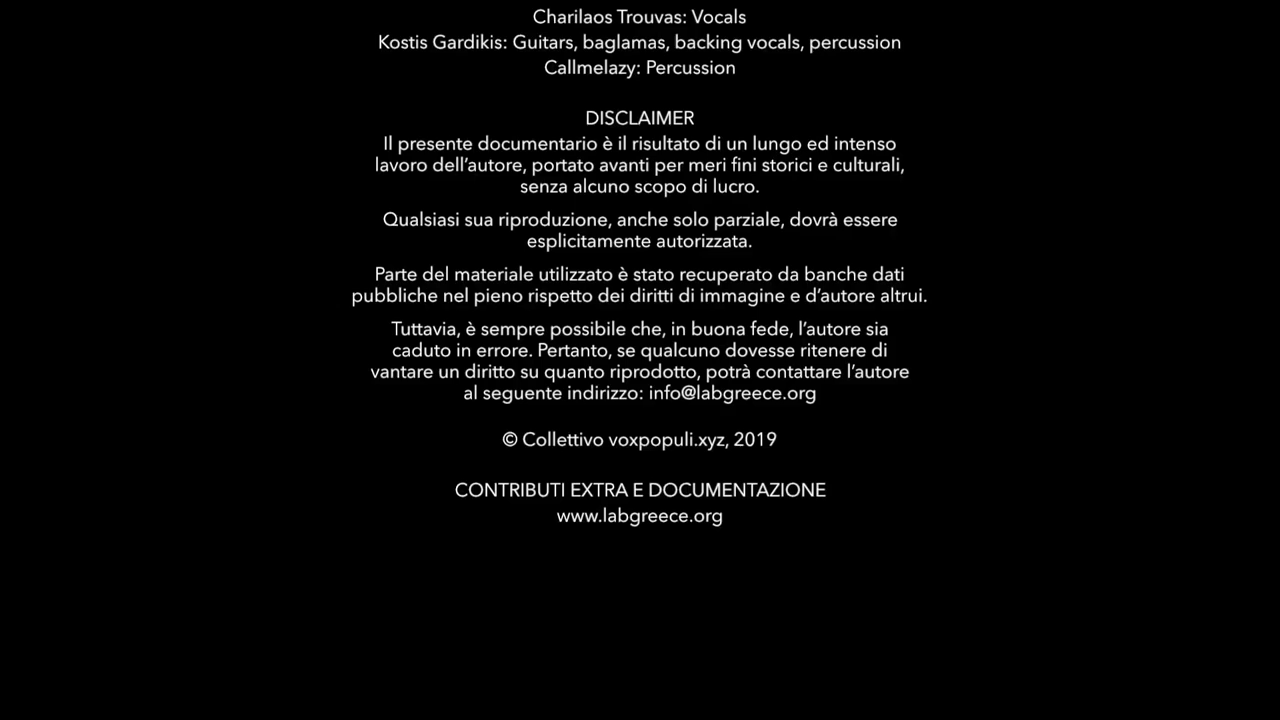 Charilaos Trouvas: Vocals
Kostis Gardikis: Guitars, baglamas, backing vocals, percussion
Callmelazy: Percussion
DISCLAIMER
Il presente documentario è il risultato di un lungo ed intenso
lavoro dell’autore, portato avanti per meri fini storici e culturali,
senza alcuno scopo di lucro.
Qualsiasi sua riproduzione, anche solo parziale, dovrà essere
esplicitamente autorizzata.
Parte del materiale utilizzato è stato recuperato da banche dati
pubbliche nel pieno rispetto dei diritti di immagine e d’autore altrui.
Tuttavia, è sempre possibile che, in buona fede, l’autore sia
caduto in errore. Pertanto, se qualcuno dovesse ritenere di
vantare un diritto su quanto riprodotto, potrà contattare l’autore
al seguente indirizzo: info@labgreece.org
© Collettivo voxpopuli.xyz, 2019
CONTRIBUTI EXTRA E DOCUMENTAZIONE
www.labgreece.org